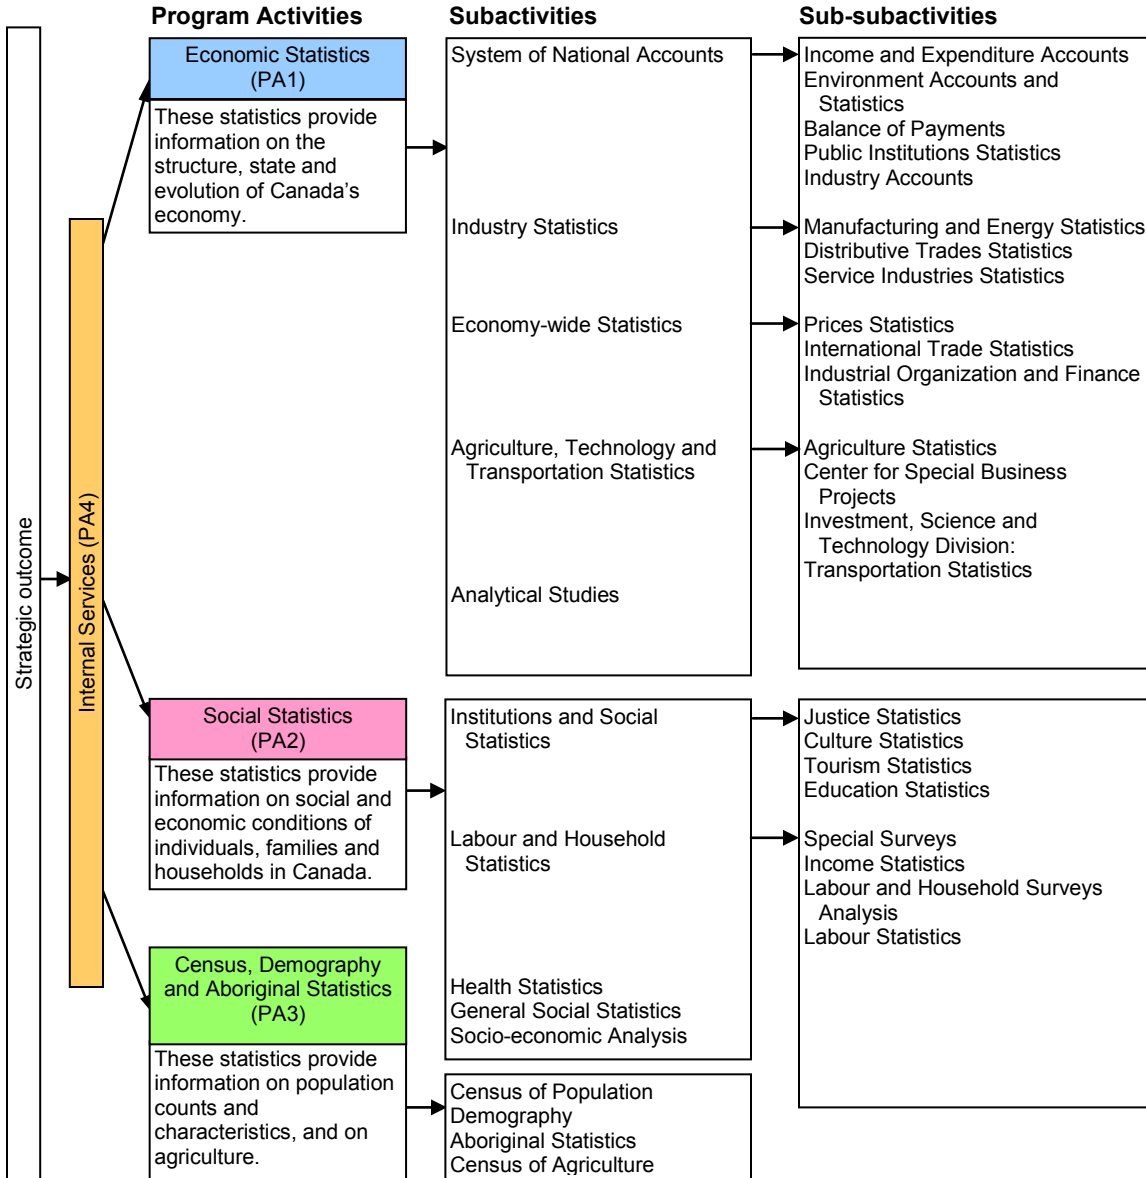 Program Activities
Subactivities
Sub-subactivities
Strategic outcome
Internal Services (PA4)
Economic Statistics
(PA1)
These statistics provide
information on the
structure, state and
evolution of Canada’s
economy.
System of National Accounts
Income and Expenditure Accounts
Environment Accounts and
Statistics
Balance of Payments
Public Institutions Statistics
Industry Accounts
Industry Statistics
Manufacturing and Energy Statistics
Distributive Trades Statistics
Service Industries Statistics
Economy-wide Statistics
Prices Statistics
International Trade Statistics
Industrial Organization and Finance
Statistics
Agriculture, Technology and
Transportation Statistics
Agriculture Statistics
Center for Special Business
Projects
Investment, Science and
Technology Division:
Transportation Statistics
Analytical Studies
Social Statistics
(PA2)
These statistics provide
information on social and
economic conditions of
individuals, families and
households in Canada.
Institutions and Social
Statistics
Justice Statistics
Culture Statistics
Tourism Statistics
Education Statistics
Labour and Household
Statistics
Special Surveys
Income Statistics
Labour and Household Surveys
Analysis
Labour Statistics
Health Statistics
General Social Statistics
Socio-economic Analysis
Census, Demography
and Aboriginal Statistics
(PA3)
These statistics provide
information on population
counts and
characteristics, and on
agriculture.
Census of Population
Demography
Aboriginal Statistics
Census of Agriculture